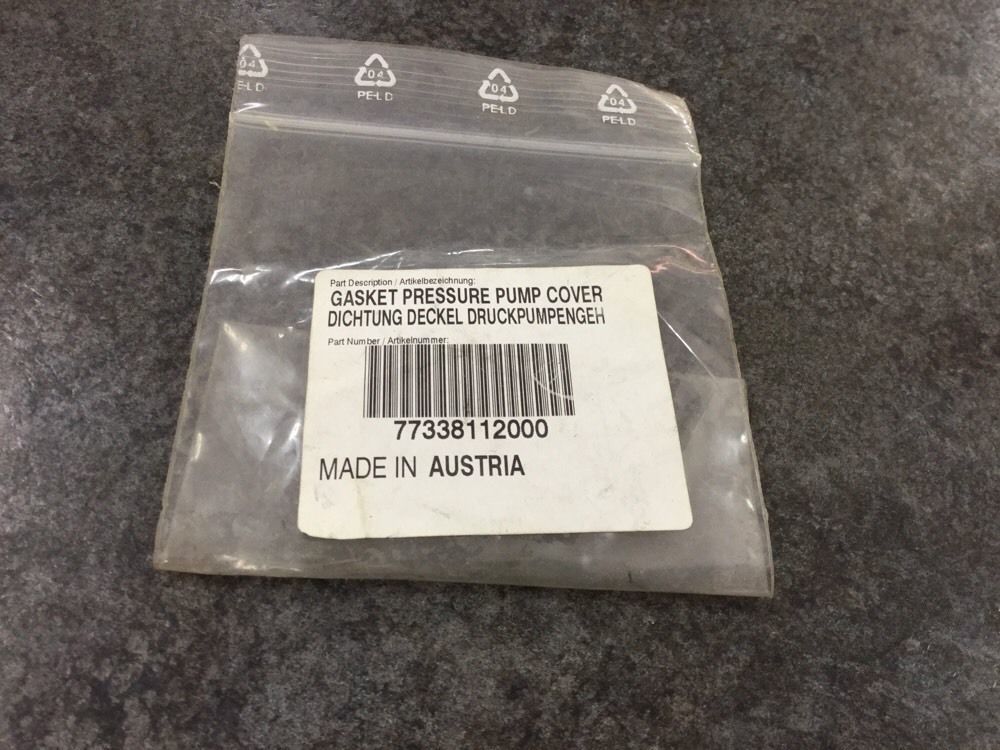 04
PE-LD
04
PE-LD
04
PE-LD
04
PE-LD
Part Description / Artikelbezeichnung:
GASKET PRESSURE PUMP COVER
DICHTUNG DECKEL DRUCKPUMPENGEH
Part Number / Artikelnummer:
77338112000
MADE IN AUSTRIA